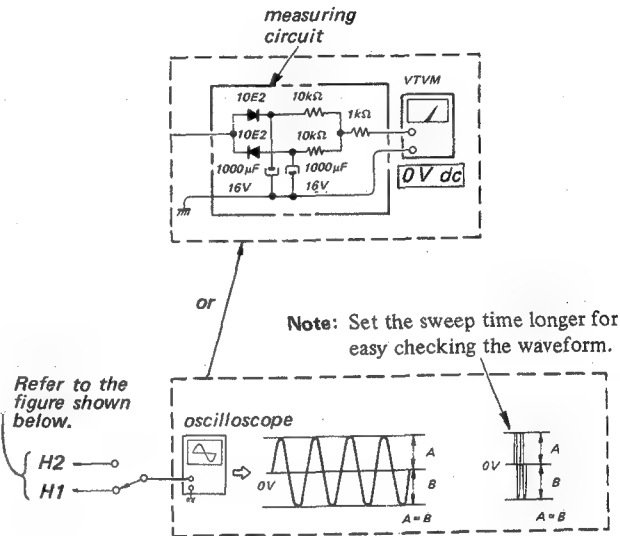 measuring
circuit
VTVM
10E2
10kΩ
1kΩ
10E2
10kΩ
1000μF
1000μF
16V
16V
0V dc
or
Note: Set the sweep time longer for
easy checking the waveform.
Refer to the
figure shown
below.
oscilloscope
H2
H1
0V
A
B
A=B
0V
A
B
A=B